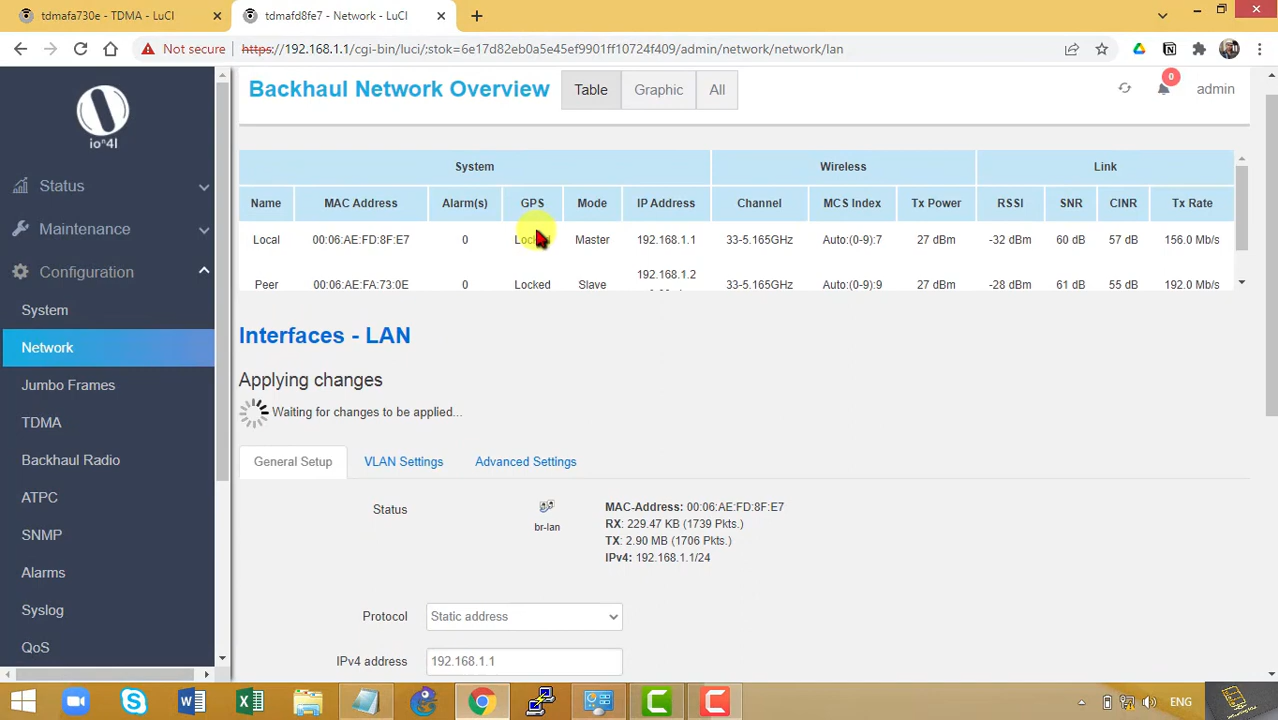 tdmafa730e - TDMA - LuCI
tdmafd8fe7 - Network - LuCI
Not secure
https://192.168.1.1/cgi-bin/luci/;stok=6e17d82eb0a5e45ef9901ff10724f409/admin/network/network/lan
io·n4l
Backhaul Network Overview
Table Graphic All
0
admin
Status
Maintenance
Configuration
System
Network
Jumbo Frames
TDMA
Backhaul Radio
ATPC
SNMP
Alarms
Syslog
QoS
System Wireless Link
Name MAC Address Alarm(s) GPS Mode IP Address Channel MCS Index Tx Power RSSI SNR CINR Tx Rate
Local 00:06:AE:FD:8F:E7 0 Locked Master 192.168.1.1 33-5.165GHz Auto:(0-9):7 27 dBm -32 dBm 60 dB 57 dB 156.0 Mb/s
192.168.1.2
Peer 00:06:AE:FA:73:0E 0 Locked Slave 33-5.165GHz Auto:(0-9):9 27 dBm -28 dBm 61 dB 55 dB 192.0 Mb/s
Interfaces - LAN
Applying changes
Waiting for changes to be applied...
General Setup VLAN Settings Advanced Settings
Status
br-lan
MAC-Address: 00:06:AE:FD:8F:E7
RX: 229.47 KB (1739 Pkts.)
TX: 2.90 MB (1706 Pkts.)
IPv4: 192.168.1.1/24
Protocol Static address
IPv4 address 192.168.1.1
ENG